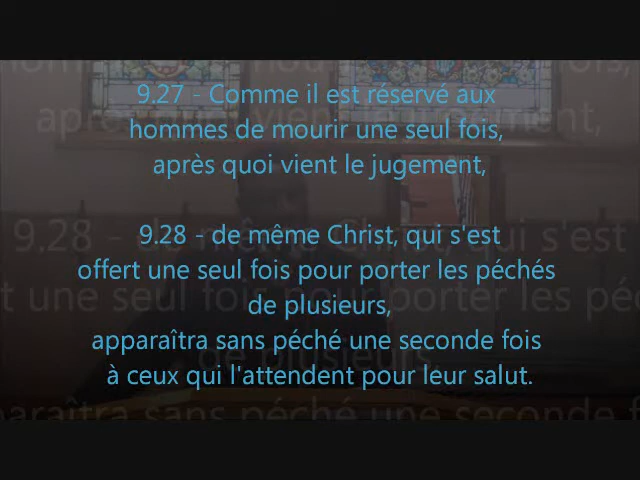 9.27 - Comme il est réservé aux
hommes de mourir une seul fois,
après quoi vient le jugement,
9.28 - de même Christ, qui s'est
offert une seul fois pour porter les péchés
de plusieurs,
apparaîtra sans péché une seconde fois
à ceux qui l'attendent pour leur salut.